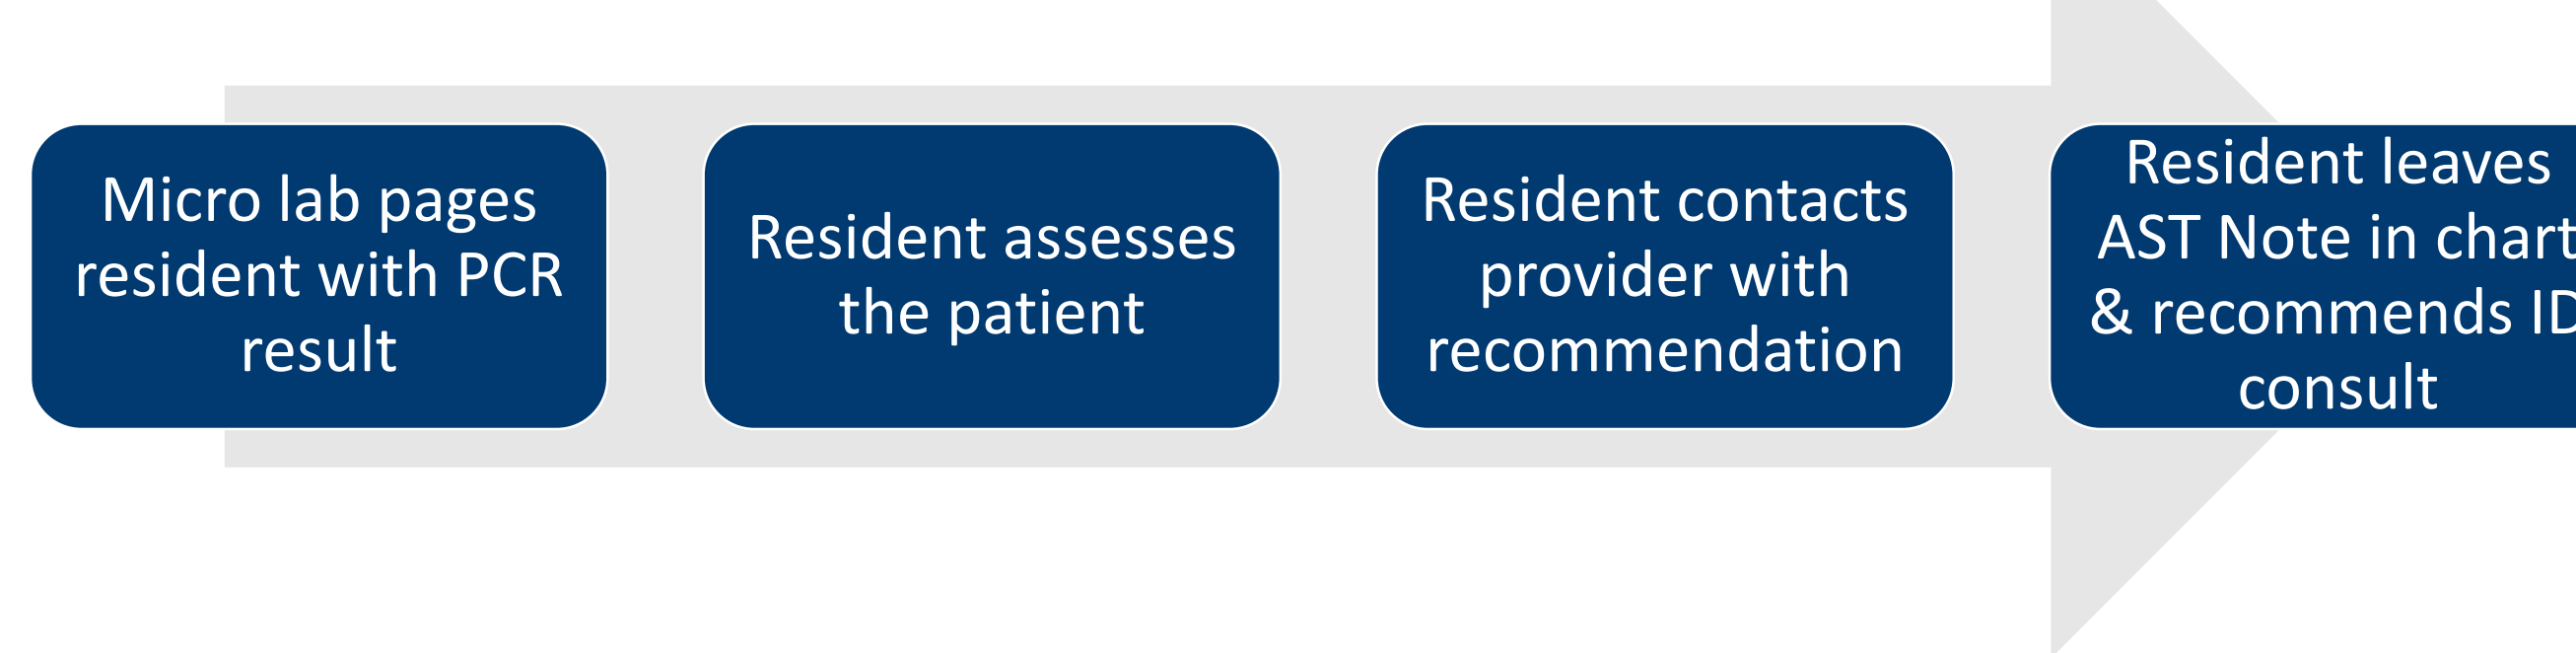 Micro lab pages
resident with PCR
result
Resident assesses
the patient
Resident contacts
provider with
recommendation
Resident leaves
AST Note in chart
& recommends ID
consult